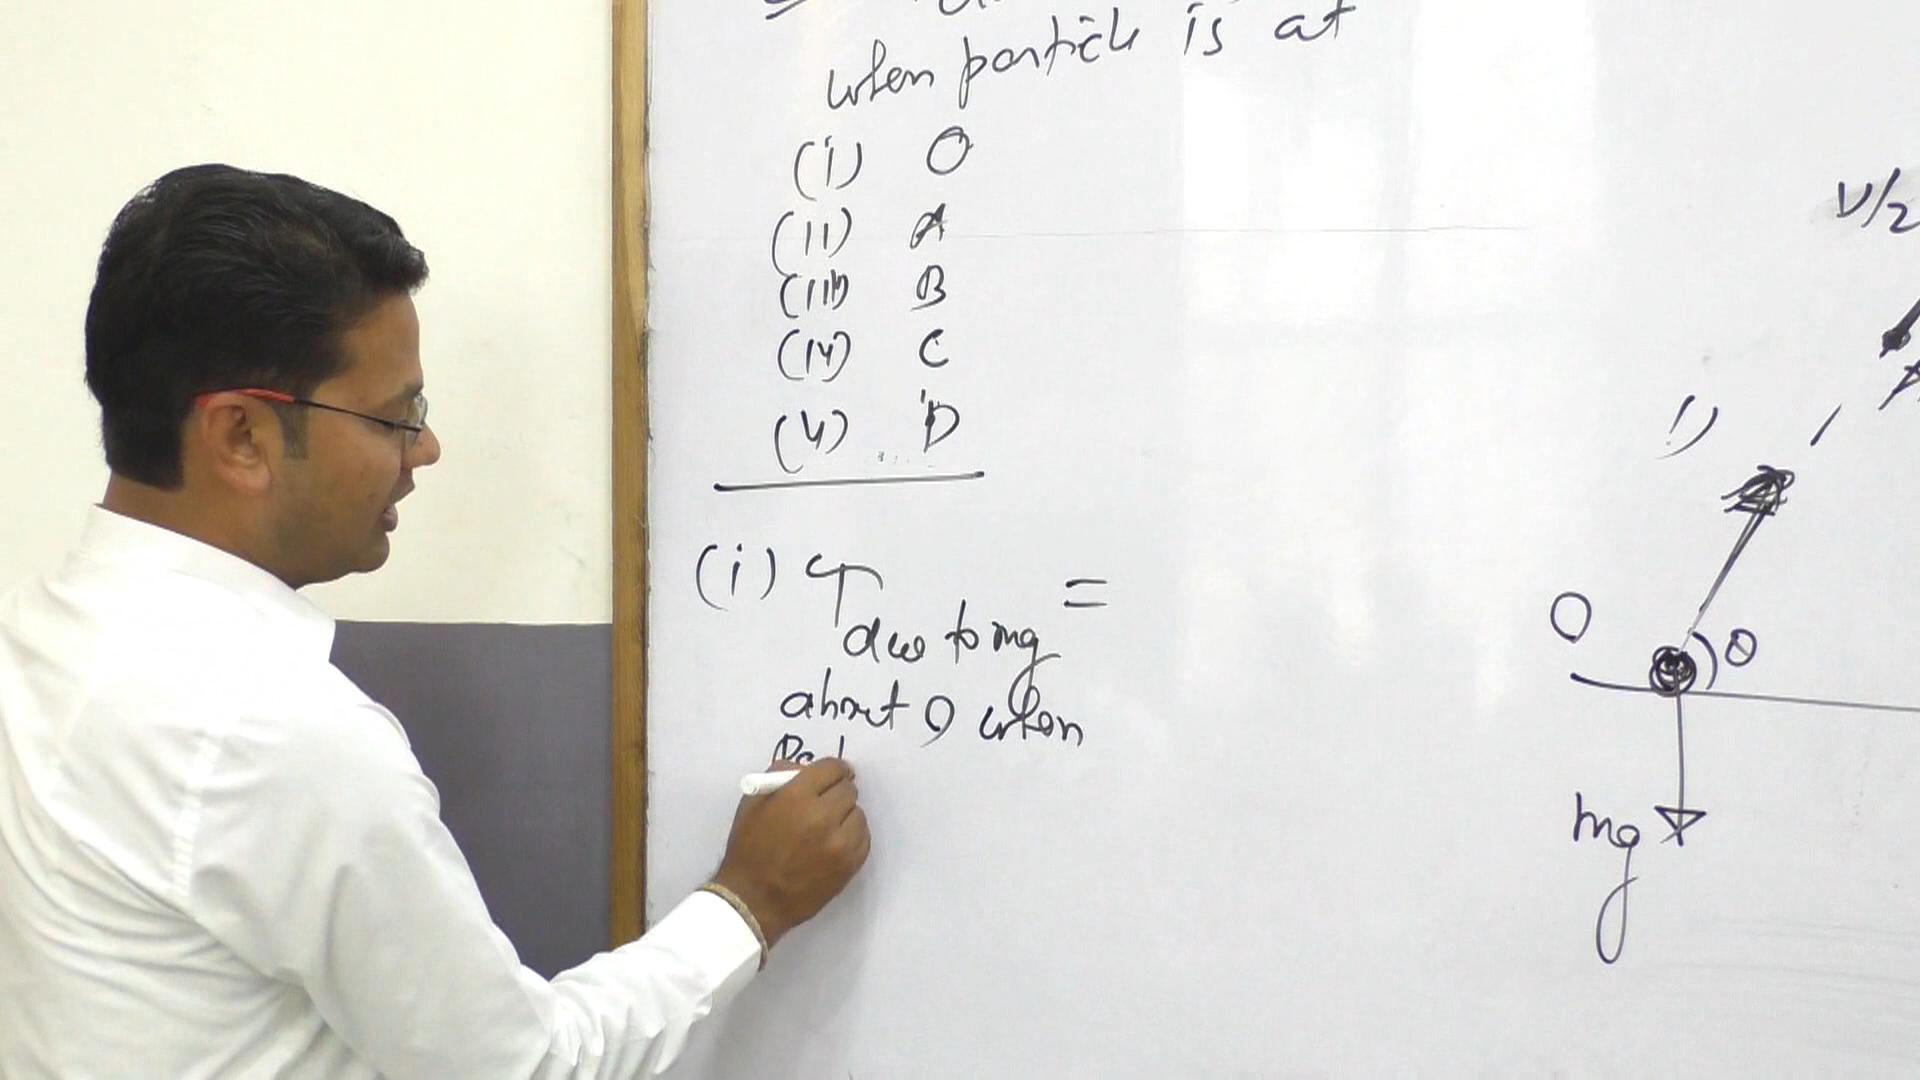 when particle is at
(i) O
(ii) A
(iii) B
(iv) C
(v) D
(i) τ due to mg =
about O when
V/2
O
θ
mg